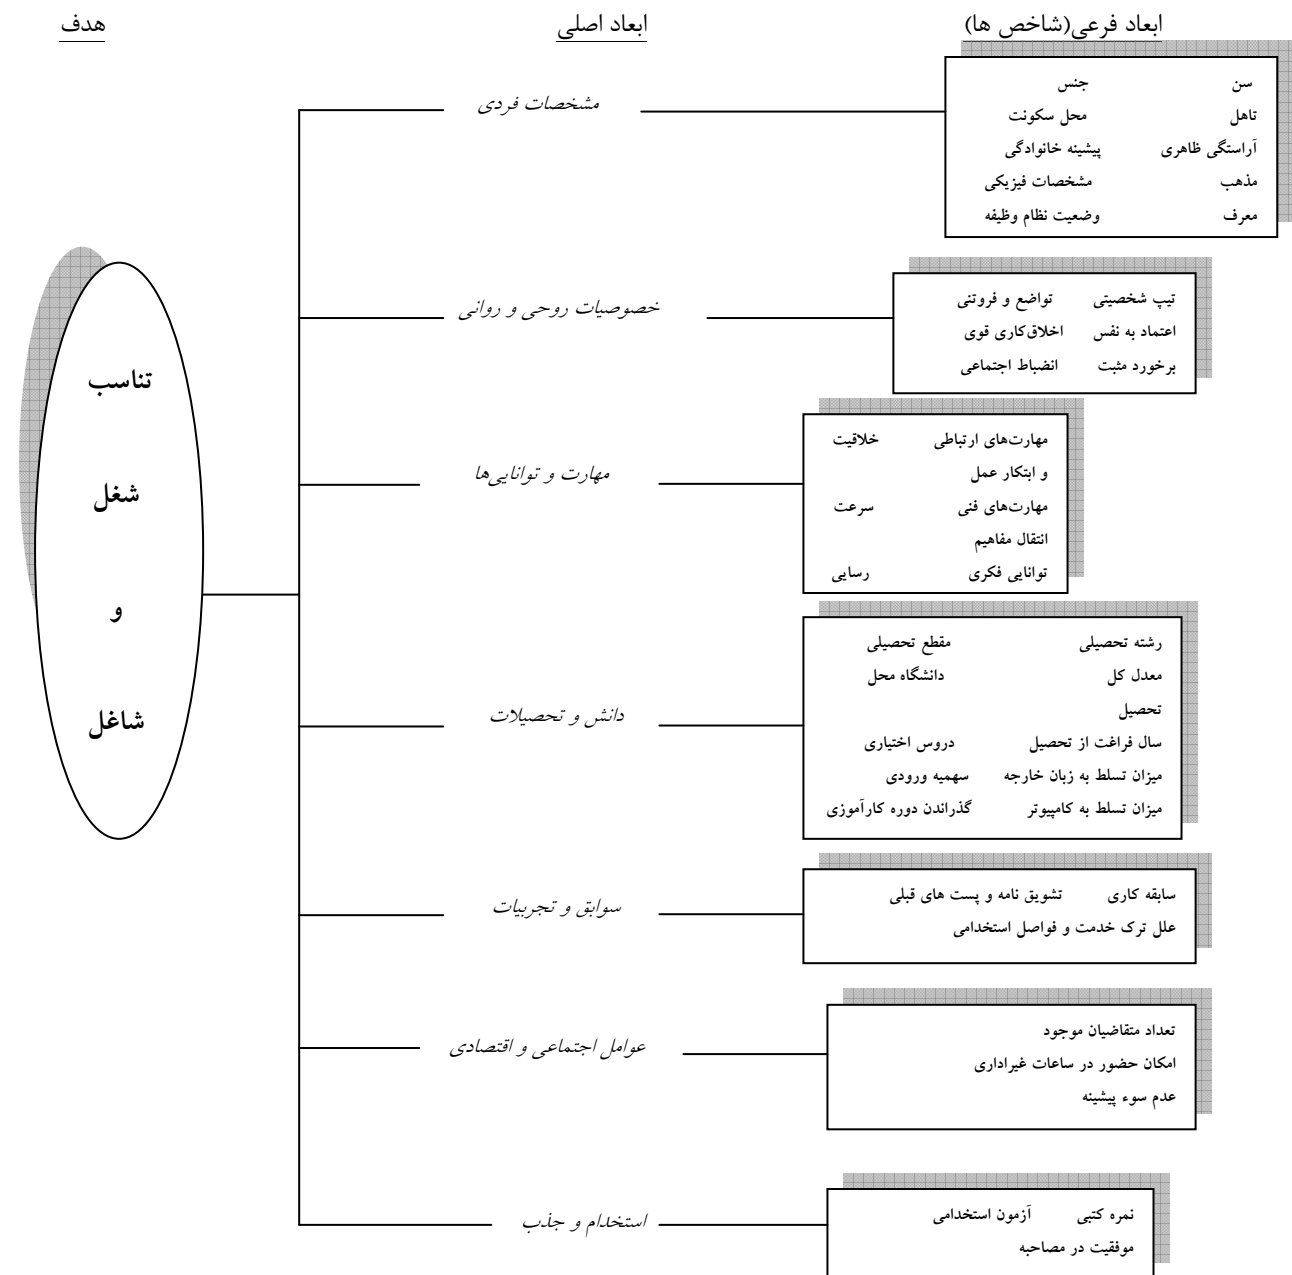 ابعاد فرعی(شاخص ها)
ابعاد اصلی
هدف
سن جنس
تاهل محل سکونت
آراستگی ظاهری پیشینه خانوادگی
مذهب مشخصات فیزیکی
معرف وضعیت نظام وظیفه
مشخصات فردی
تیپ شخصیتی تواضع و فروتنی
اعتماد به نفس اخلاق‌کاری قوی
برخورد مثبت انضباط اجتماعی
خصوصیات روحی و روانی
مهارت‌های ارتباطی خلاقیت
و ابتکار عمل
مهارت‌های فنی سرعت
انتقال مفاهیم
توانایی فکری رسایی
مهارت و توانایی‌ها
رشته تحصیلی مقطع تحصیلی
معدل کل دانشگاه محل
تحصیل
سال فراغت از تحصیل دروس اختیاری
میزان تسلط به زبان خارجه سهمیه ورودی
میزان تسلط به کامپیوتر گذراندن دوره کارآموزی
دانش و تحصیلات
سابقه کاری تشویق نامه و پست های قبلی
علل ترک خدمت و فواصل استخدامی
سوابق و تجربیات
تعداد متقاضیان موجود
امکان حضور در ساعات غیراداری
عدم سوء پیشینه
عوامل اجتماعی و اقتصادی
نمره کتبی آزمون استخدامی
موفقیت در مصاحبه
استخدام و جذب
تناسب
شغل
و
شاغل